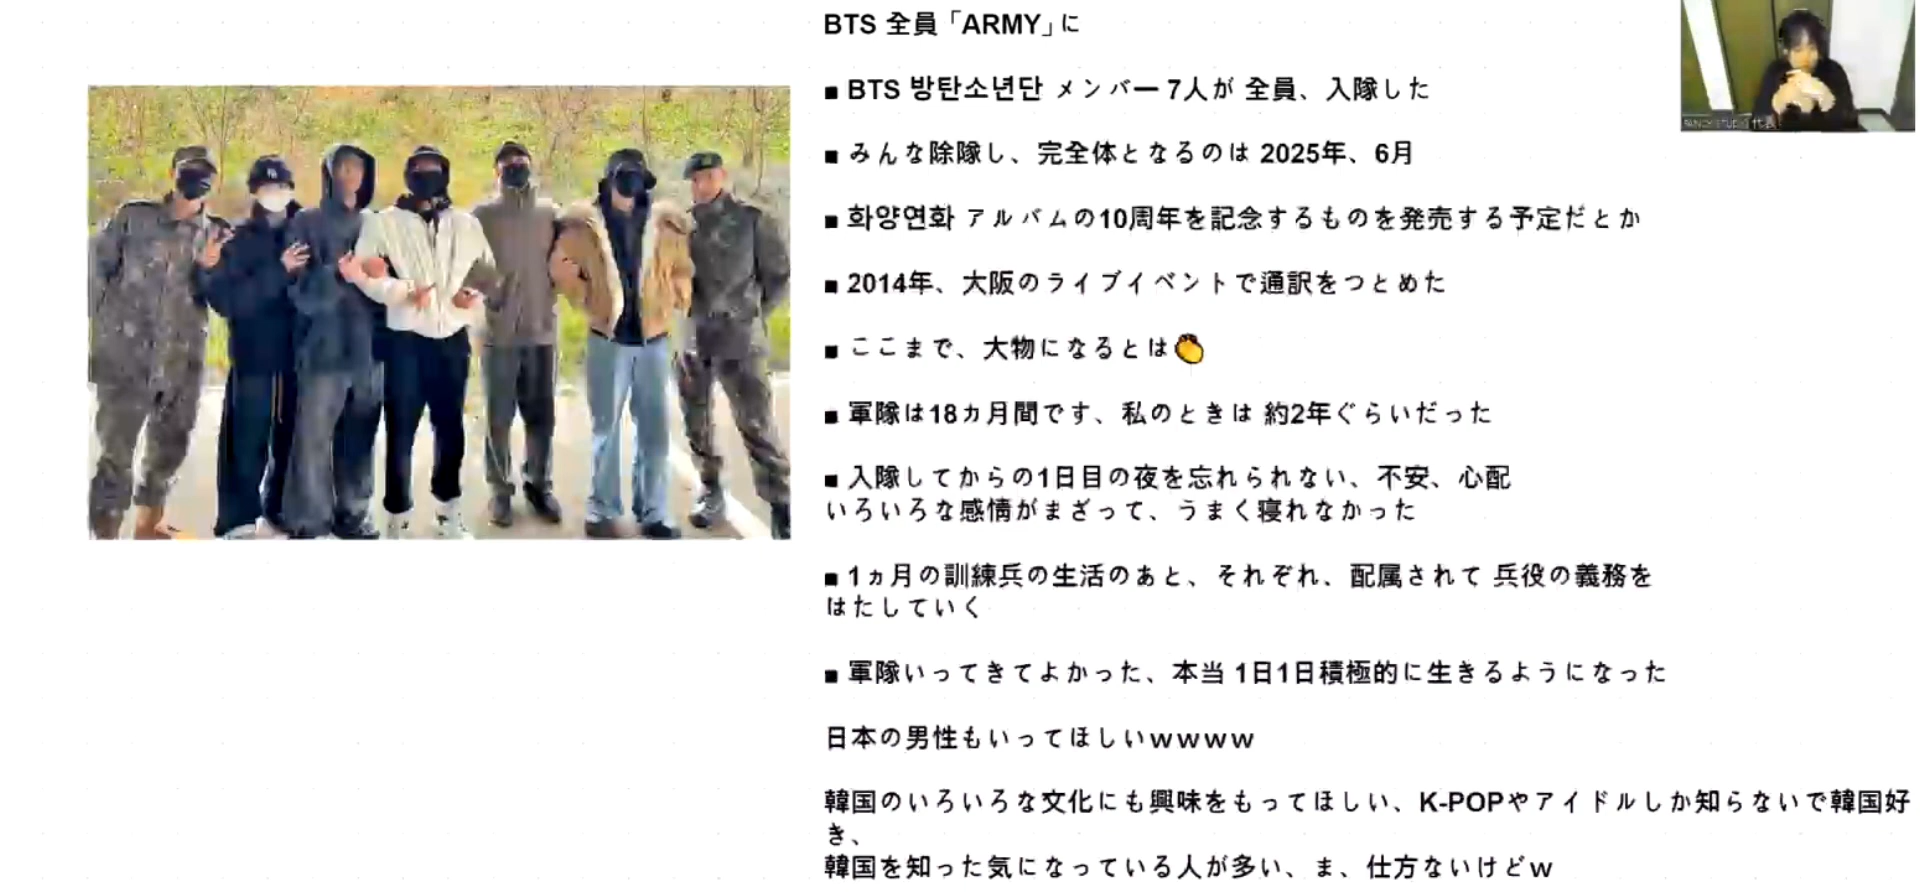 BTS 全員「ARMY」に
■ BTS 방탄소년단 メンバー 7人が 全員、入隊した
■ みんな除隊し、完全体となるのは 2025年、6月
■ 화양연화 アルバムの10周年を記念するものを発売する予定だとか
■ 2014年、大阪のライブイベントで通訳をつとめた
■ ここまで、大物になるとは👏
■ 軍隊は18カ月間です、私のときは 約2年ぐらいだった
■ 入隊してからの1日目の夜を忘れられない、不安、心配
いろいろな感情がまざって、うまく寝れなかった
■ 1ヵ月の訓練兵の生活のあと、それぞれ、配属されて 兵役の義務を
はたしていく
■ 軍隊いってきてよかった、本当 1日1日積極的に生きるようになった
日本の男性もいってほしいwwww
韓国のいろいろな文化にも興味をもってほしい、K-POPやアイドルしか知らないで韓国好
き、
韓国を知った気になっている人が多い、ま、仕方ないけどw
代表